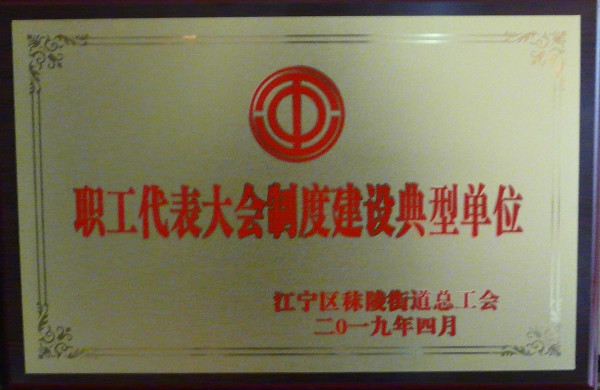 职工代表大会制度建设典型单位
江宁区秣陵街道总工会
二0一九年四月